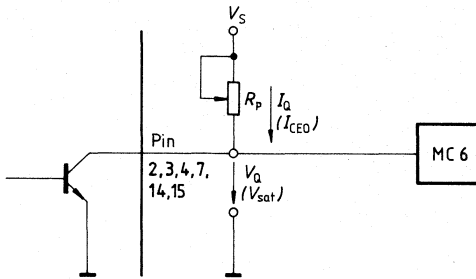 V_S
R_P
I_Q
(I_CEO)
Pin
2,3,4,7,
14,15
V_Q
(V_sat)
MC 6